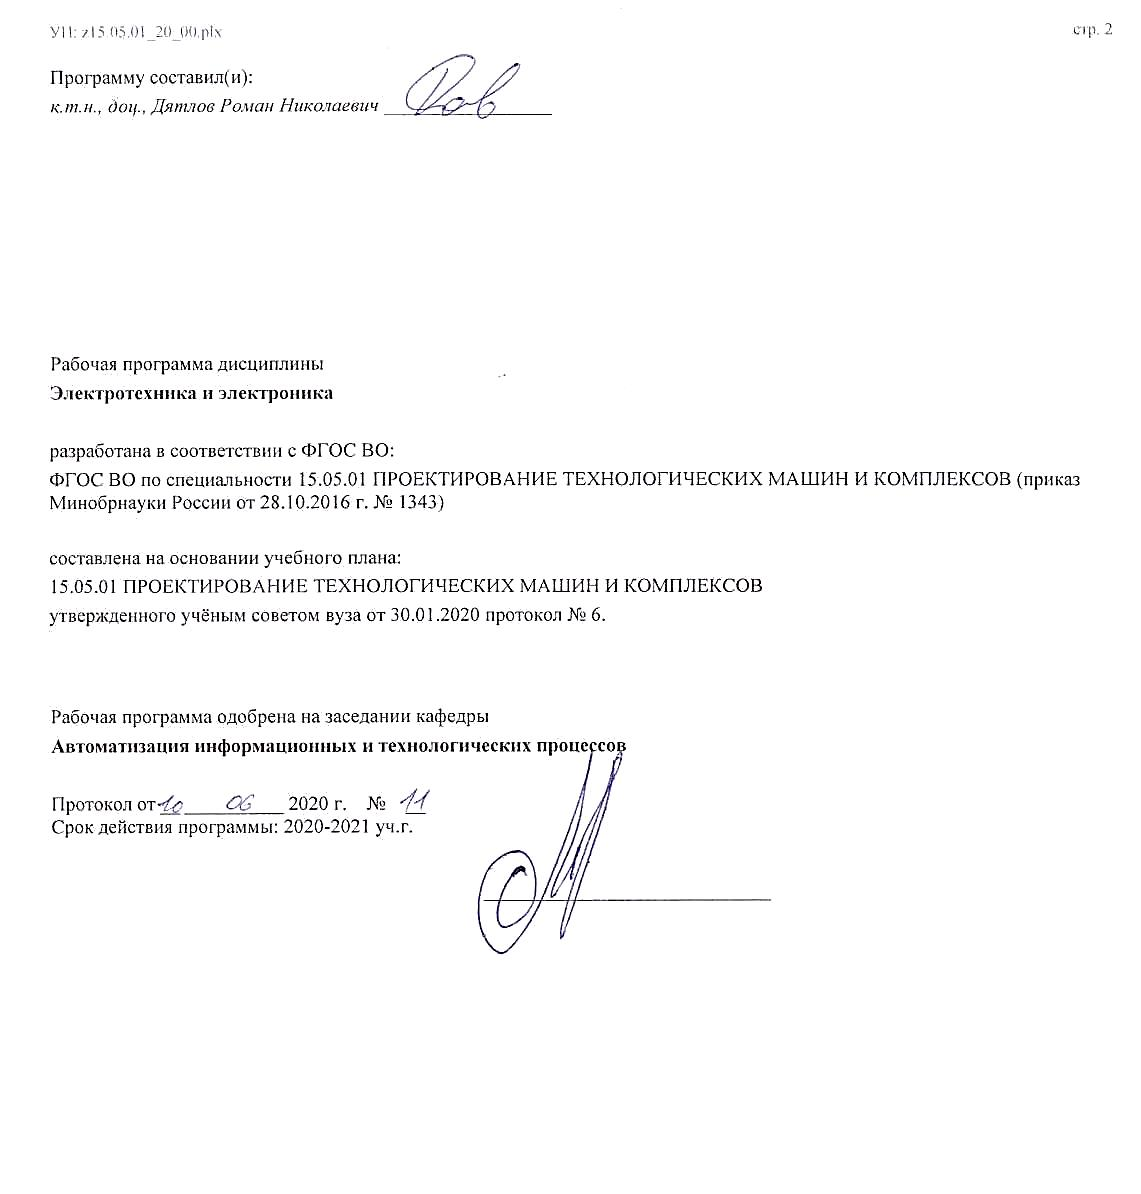 УП: z15.05.01_20_00.plx
стр. 2
Программу составил(и):
к.т.н., доц., Дятлов Роман Николаевич
Рабочая программа дисциплины
Электротехника и электроника
разработана в соответствии с ФГОС ВО:
ФГОС ВО по специальности 15.05.01 ПРОЕКТИРОВАНИЕ ТЕХНОЛОГИЧЕСКИХ МАШИН И КОМПЛЕКСОВ (приказ
Минобрнауки России от 28.10.2016 г. № 1343)
составлена на основании учебного плана:
15.05.01 ПРОЕКТИРОВАНИЕ ТЕХНОЛОГИЧЕСКИХ МАШИН И КОМПЛЕКСОВ
утвержденного учёным советом вуза от 30.01.2020 протокол № 6.
Рабочая программа одобрена на заседании кафедры
Автоматизация информационных и технологических процессов
Протокол от 10 06 2020 г. № 11
Срок действия программы: 2020-2021 уч.г.